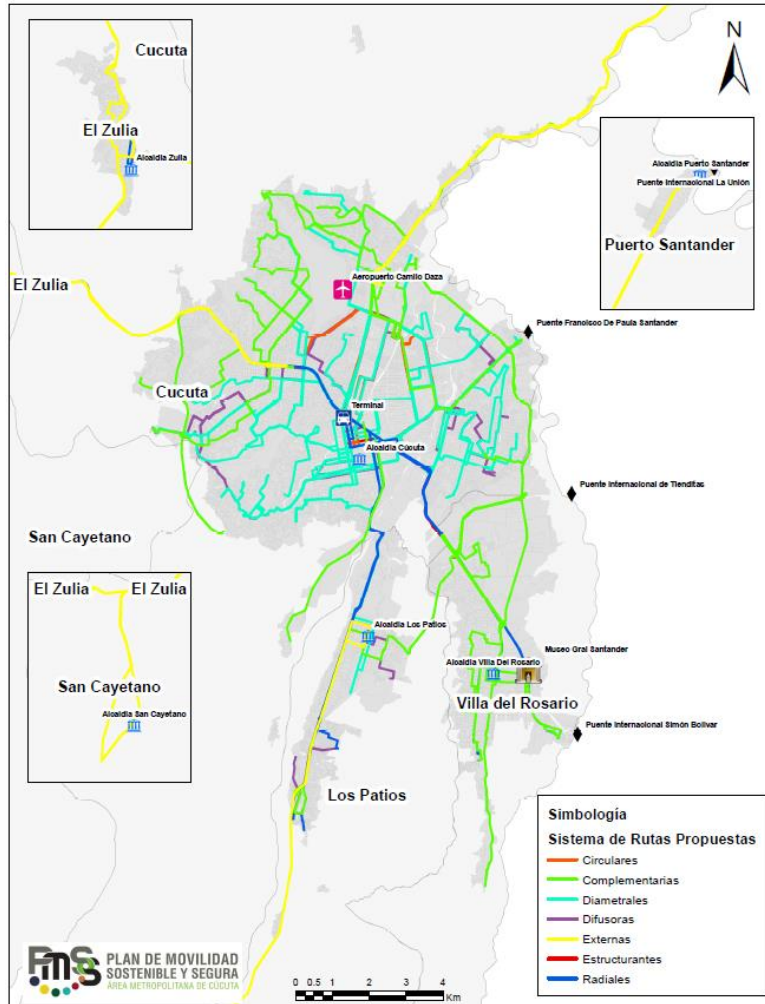 Cucuta
El Zulia
Alcaldia Zulia
N
Alcaldia Puerto Santander
Puente Internacional La Unión
Puerto Santander
El Zulia
Aeropuerto Camilo Daza
Puente Francisco De Paula Santander
Cucuta
Terminal
Alcaldia Cúcuta
Puente Internacional de Tienditas
San Cayetano
El Zulia El Zulia
San Cayetano
Alcaldia San Cayetano
Alcaldia Los Patios
Museo Gral Santander
Alcaldia Villa Del Rosario
Villa del Rosario
Puente Internacional Simón Bolivar
Los Patios
Simbología
Sistema de Rutas Propuestas
Circulares
Complementarias
Diametrales
Difusoras
Externas
Estructurantes
Radiales
PMSS
PLAN DE MOVILIDAD
SOSTENIBLE Y SEGURA
ÁREA METROPOLITANA DE CÚCUTA
0 0.5 1 2 3 4
Km